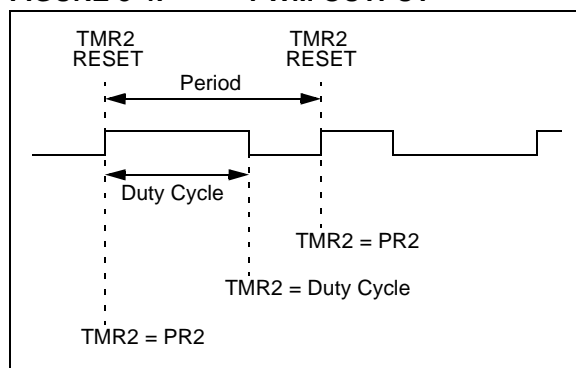 TMR2 TMR2
RESET RESET
Period
Duty Cycle
TMR2 = PR2
TMR2 = Duty Cycle
TMR2 = PR2